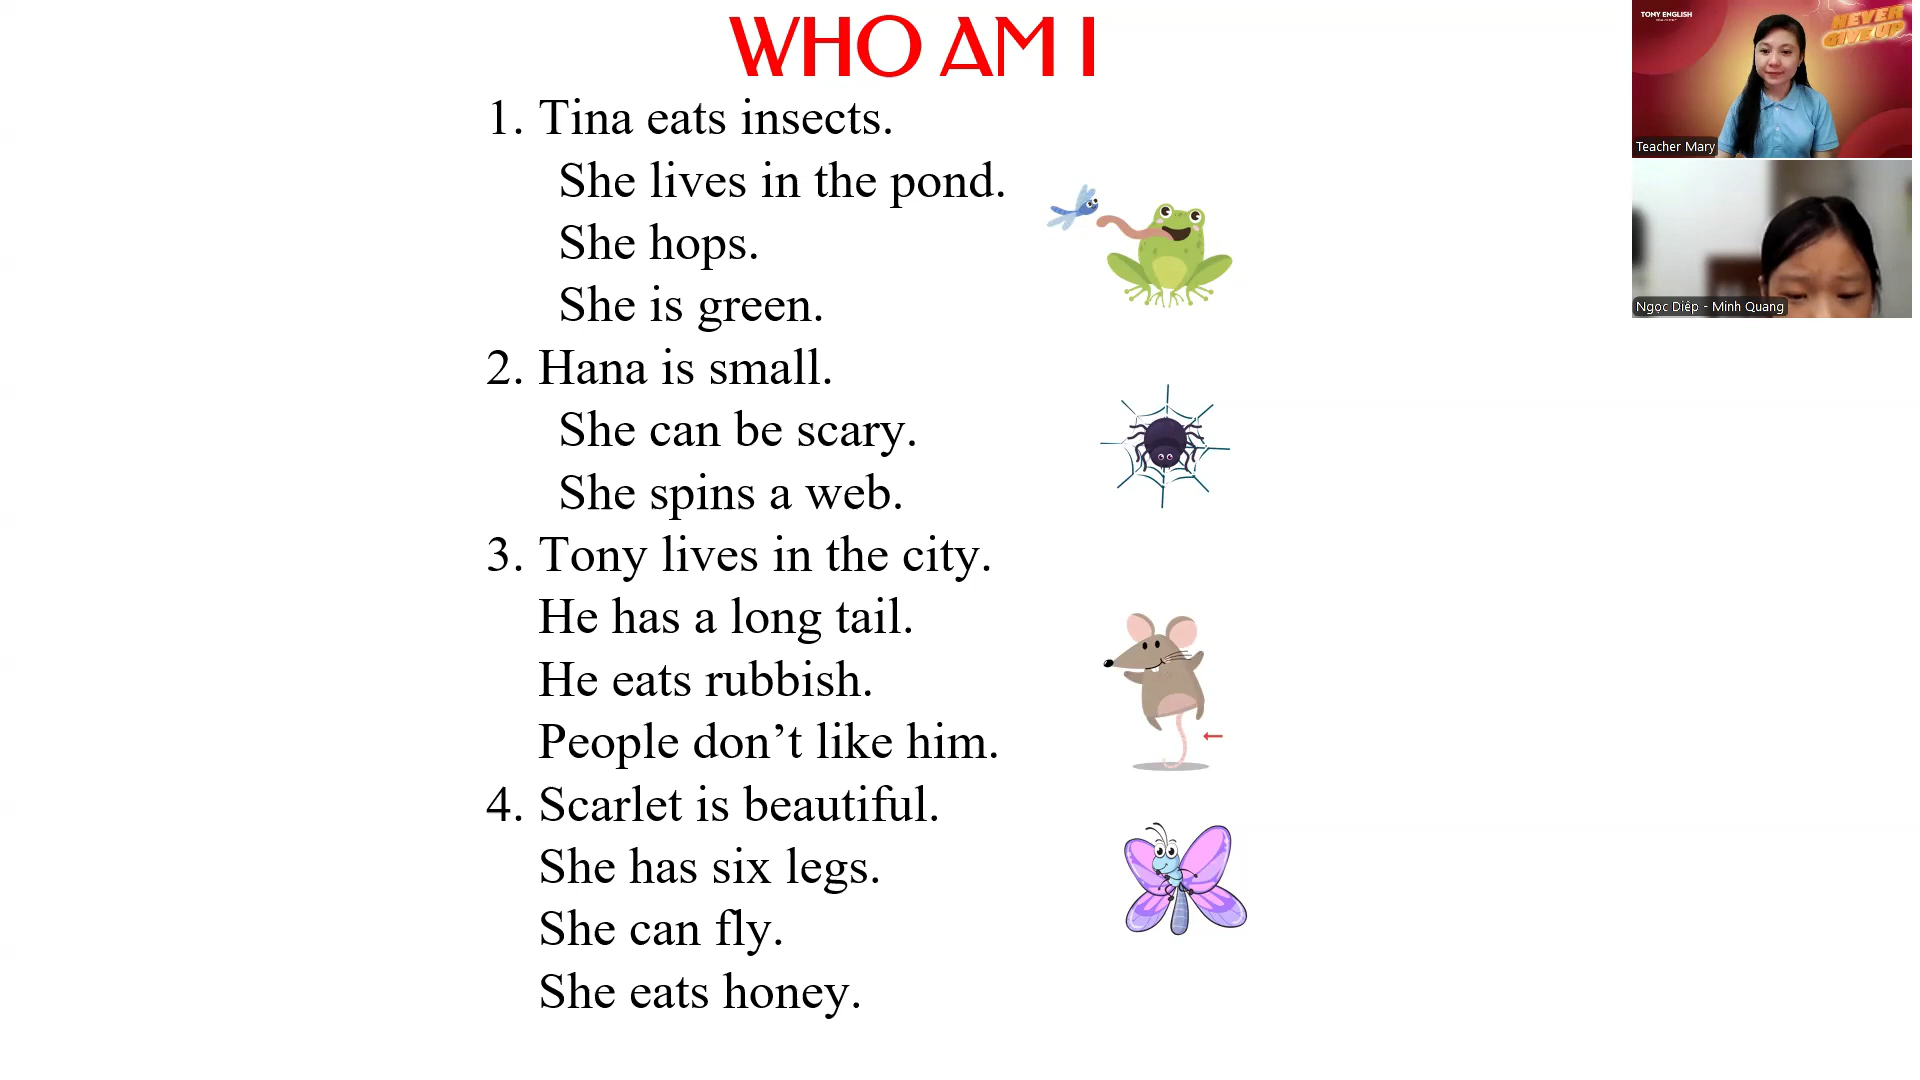 WHO AM I
1. Tina eats insects.
She lives in the pond.
She hops.
She is green.
2. Hana is small.
She can be scary.
She spins a web.
3. Tony lives in the city.
He has a long tail.
He eats rubbish.
People don’t like him.
4. Scarlet is beautiful.
She has six legs.
She can fly.
She eats honey.
TONY ENGLISH
NEVER
GIVE UP
Teacher Mary
Ngọc Diệp - Minh Quang